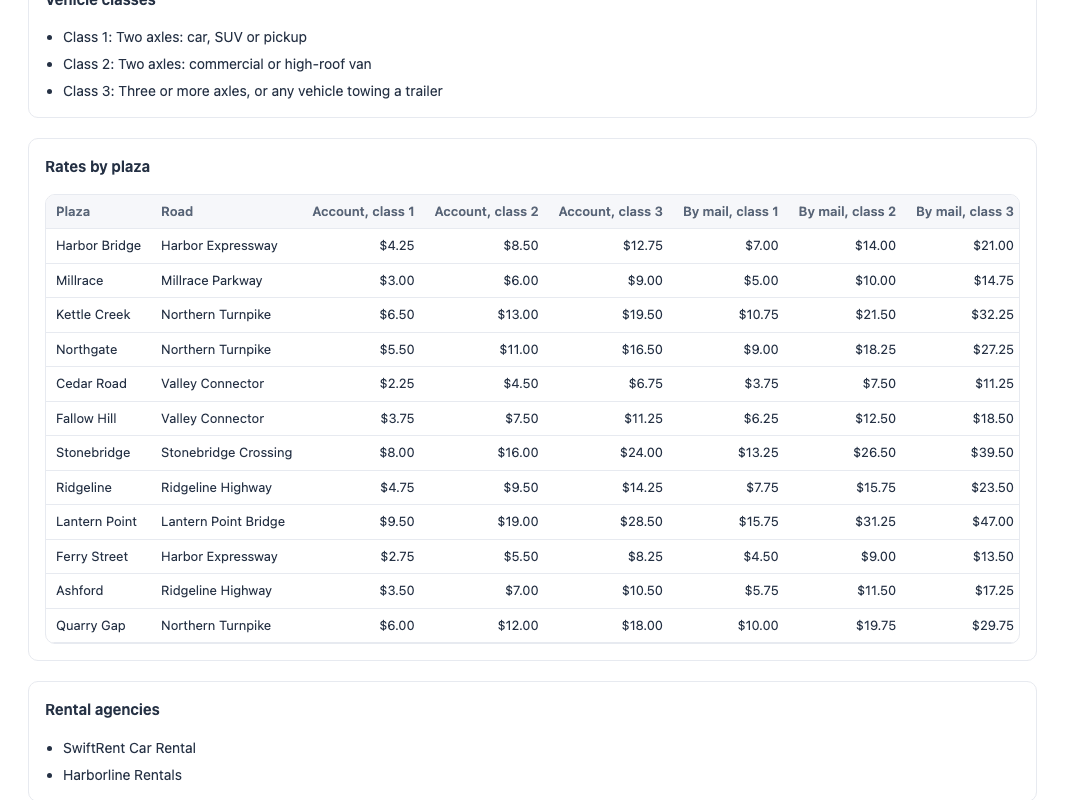 Vehicle classes
Class 1: Two axles: car, SUV or pickup
Class 2: Two axles: commercial or high-roof van
Class 3: Three or more axles, or any vehicle towing a trailer
Rates by plaza
Plaza Road Account, class 1 Account, class 2 Account, class 3 By mail, class 1 By mail, class 2 By mail, class 3
Harbor Bridge Harbor Expressway $4.25 $8.50 $12.75 $7.00 $14.00 $21.00
Millrace Millrace Parkway $3.00 $6.00 $9.00 $5.00 $10.00 $14.75
Kettle Creek Northern Turnpike $6.50 $13.00 $19.50 $10.75 $21.50 $32.25
Northgate Northern Turnpike $5.50 $11.00 $16.50 $9.00 $18.25 $27.25
Cedar Road Valley Connector $2.25 $4.50 $6.75 $3.75 $7.50 $11.25
Fallow Hill Valley Connector $3.75 $7.50 $11.25 $6.25 $12.50 $18.50
Stonebridge Stonebridge Crossing $8.00 $16.00 $24.00 $13.25 $26.50 $39.50
Ridgeline Ridgeline Highway $4.75 $9.50 $14.25 $7.75 $15.75 $23.50
Lantern Point Lantern Point Bridge $9.50 $19.00 $28.50 $15.75 $31.25 $47.00
Ferry Street Harbor Expressway $2.75 $5.50 $8.25 $4.50 $9.00 $13.50
Ashford Ridgeline Highway $3.50 $7.00 $10.50 $5.75 $11.50 $17.25
Quarry Gap Northern Turnpike $6.00 $12.00 $18.00 $10.00 $19.75 $29.75
Rental agencies
SwiftRent Car Rental
Harborline Rentals